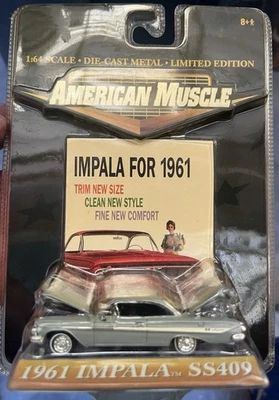 8+
1:64 SCALE • DIE-CAST METAL • LIMITED EDITION
AMERICAN MUSCLE
IMPALA FOR 1961
TRIM NEW SIZE
CLEAN NEW STYLE
FINE NEW COMFORT
1961 IMPALA™ SS409